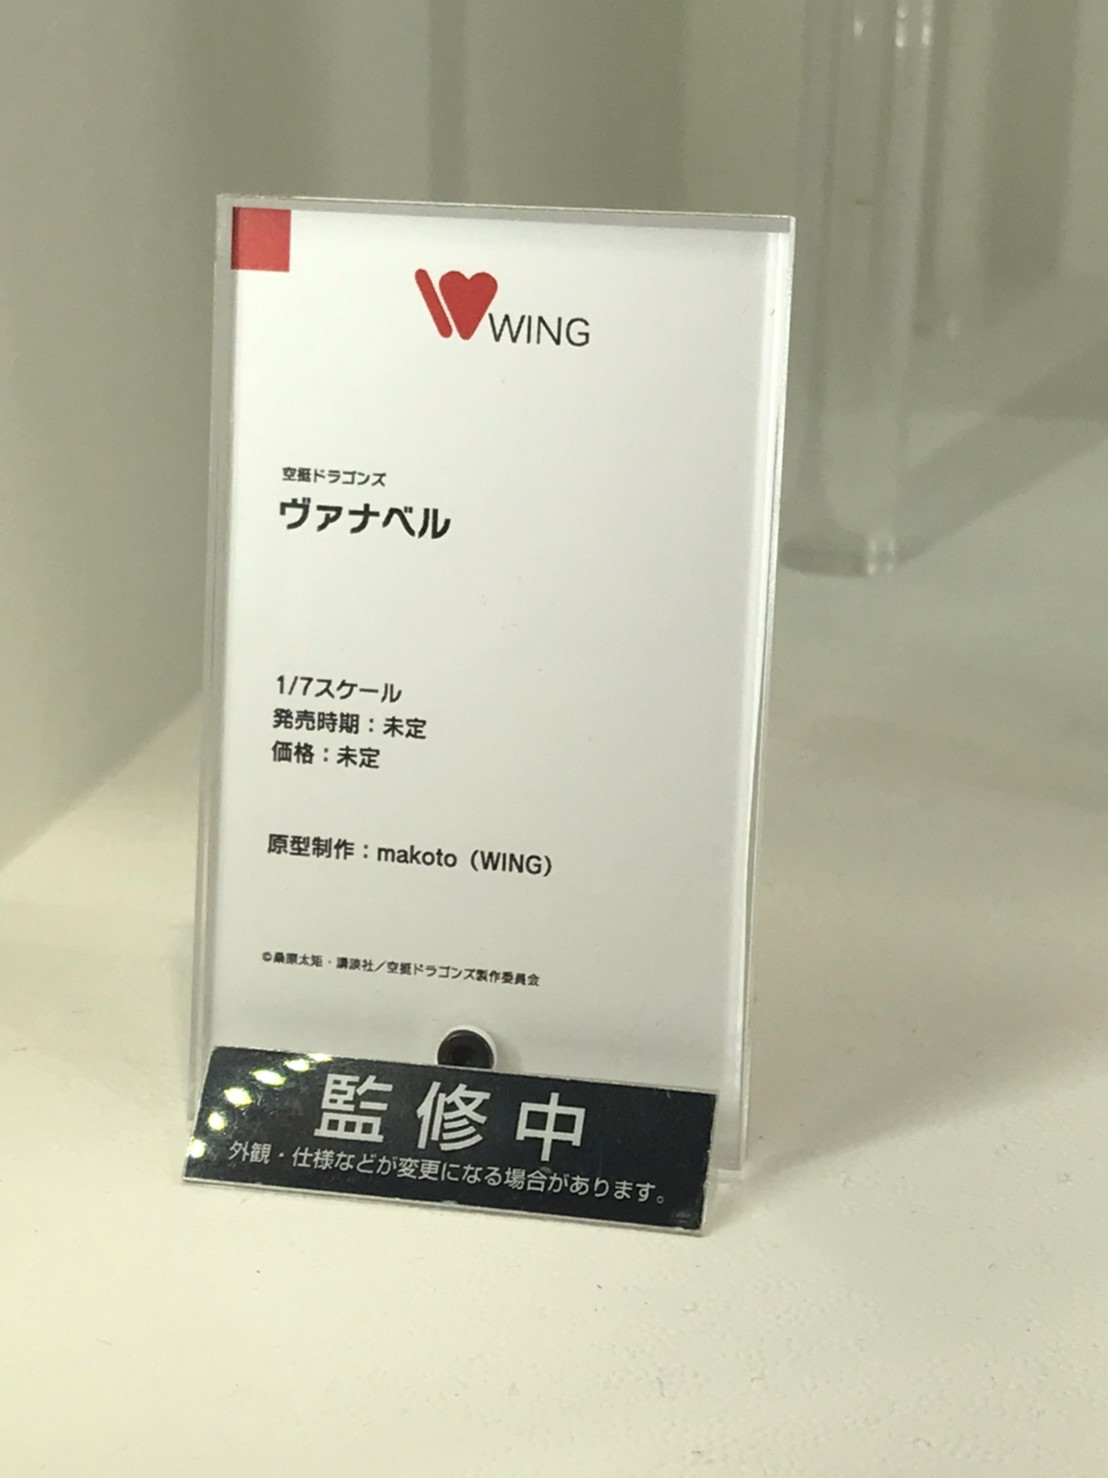 WING
空挺ドラゴンズ
ヴァナベル
1/7スケール
発売時期：未定
価格：未定
原型制作：makoto（WING）
©桑原太矩・講談社／空挺ドラゴンズ製作委員会
監修中
外観・仕様などが変更になる場合があります。